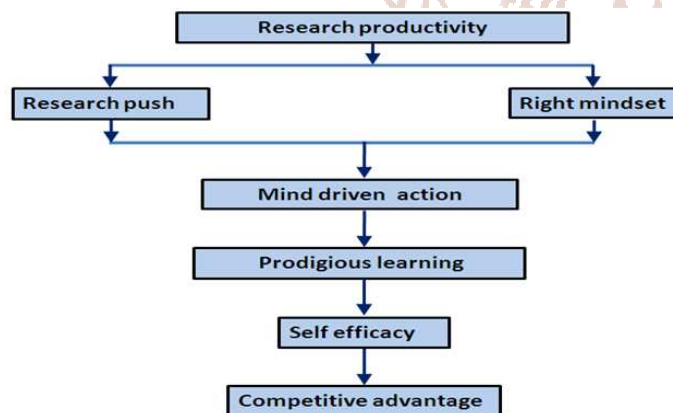 Research productivity
Research push
Right mindset
Mind driven action
Prodigious learning
Self efficacy
Competitive advantage